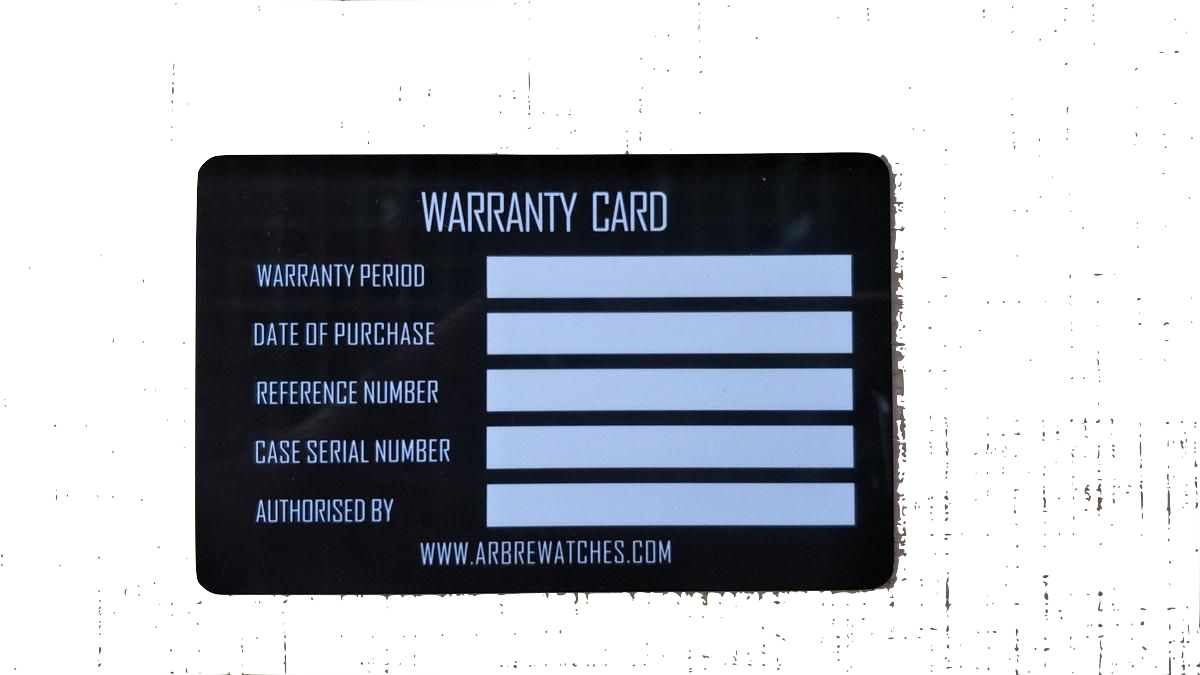 WARRANTY CARD
WARRANTY PERIOD
DATE OF PURCHASE
REFERENCE NUMBER
CASE SERIAL NUMBER
AUTHORISED BY
WWW.ARBREWATCHES.COM